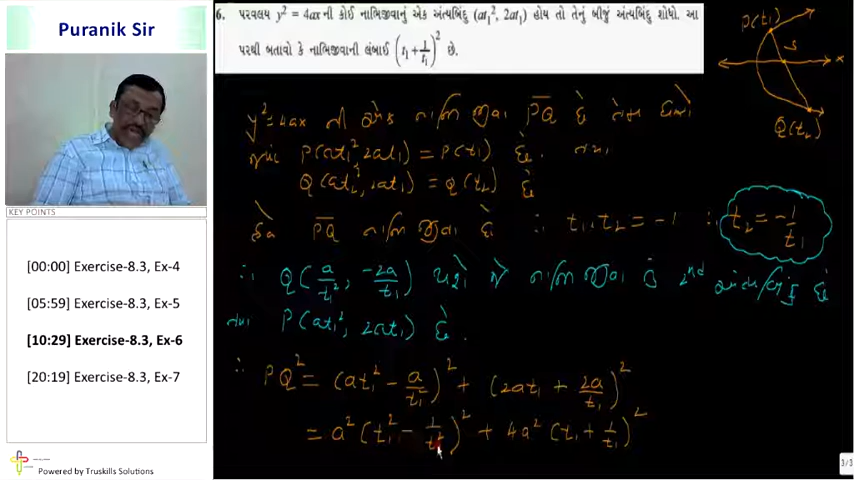 Puranik Sir
KEY POINTS
[00:00] Exercise-8.3, Ex-4
[05:59] Exercise-8.3, Ex-5
[10:29] Exercise-8.3, Ex-6
[20:19] Exercise-8.3, Ex-7
Powered by Truskills Solutions
6. પરવલય y² = 4ax ની કોઈ નાભિજીવાનું એક અંત્યબિંદુ (at₁², 2at₁) હોય તો તેનું બીજું અંત્યબિંદુ શોધો. આ
પરથી બતાવો કે નાભિજીવાની લંબાઈ (t₁ + 1/t₁)² છે.
P(t₁)
S
x
Q(t₂)
y² = 4ax ની એક નાભિજીવા PQ છે
P(at₁², 2at₁) = P(t₁) છે. તથા
Q(at₂², 2at₂) = Q(t₂) છે
PQ નાભિજીવા છે ∴ t₁.t₂ = -1 ∴ t₂ = -1/t₁
∴ Q(a/t₁², -2a/t₁) એ નાભિજીવા નું 2nd અંત્યબિંદુ છે
તથા P(at₁², 2at₁) છે.
∴ PQ² = (at₁² - a/t₁²)² + (2at₁ + 2a/t₁)²
= a²(t₁² - 1/t₁²)² + 4a²(t₁ + 1/t₁)²
3/3